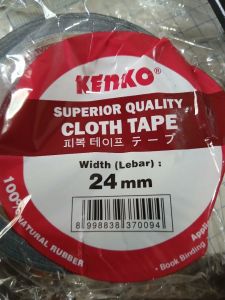 KENKO®
SUPERIOR QUALITY
CLOTH TAPE
피복 테이프 テープ
Width (Lebar) :
24 mm
8 998838 370094
100% NATURAL RUBBER
• Book Binding